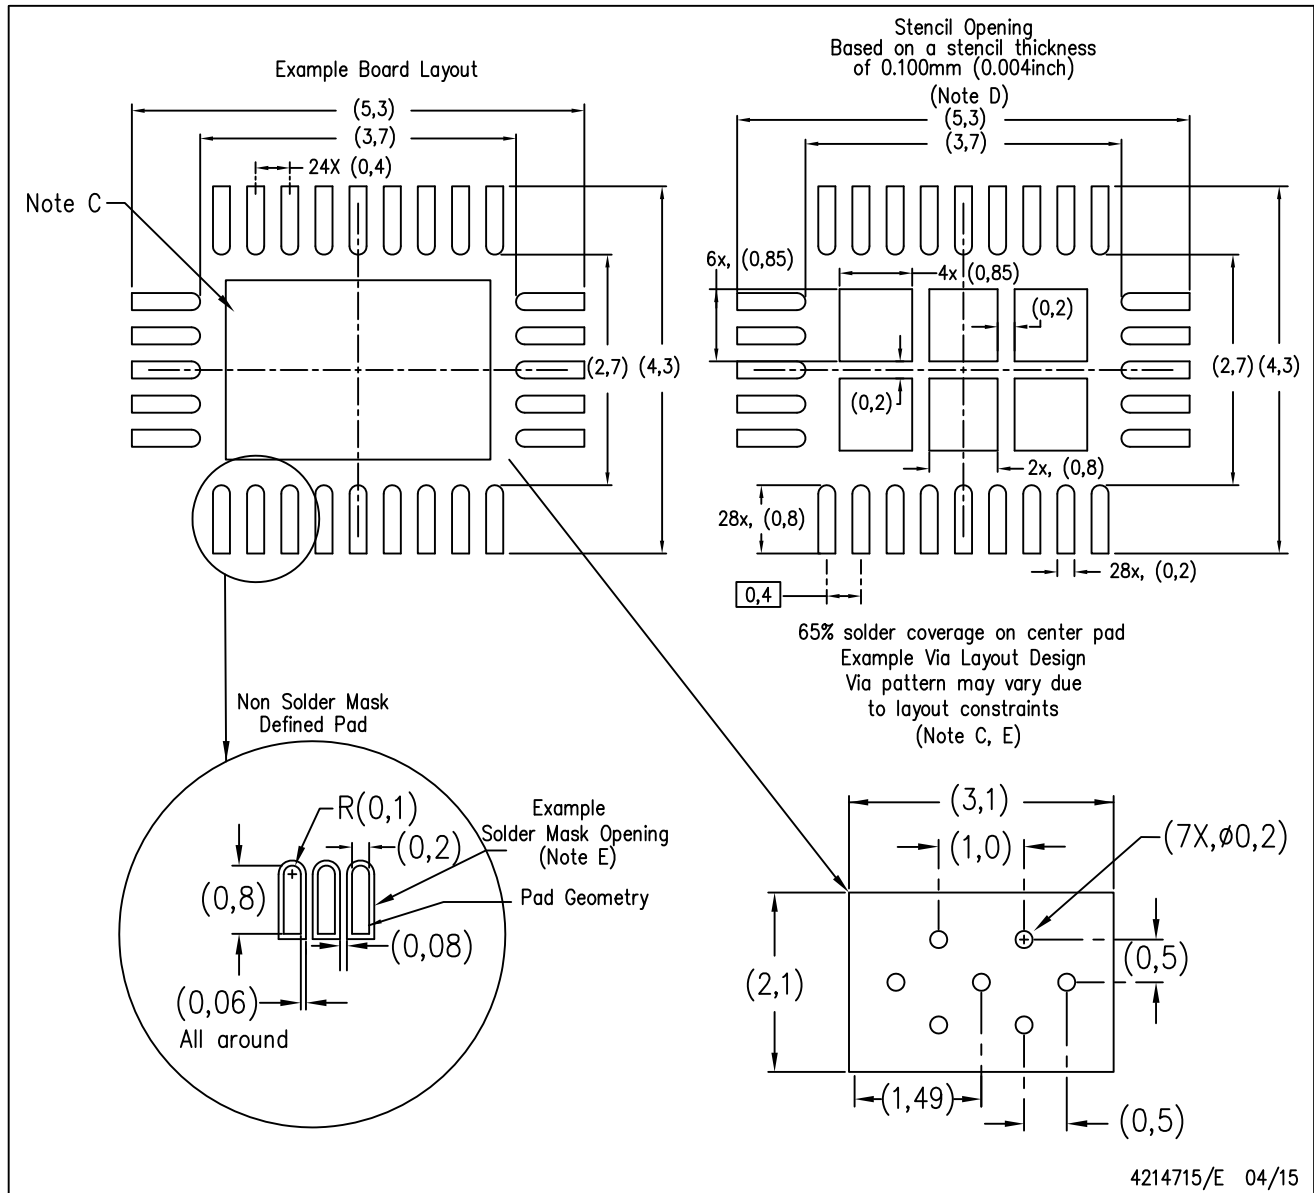 Example Board Layout
(5,3)
(3,7)
24X (0,4)
Note C
(2,7)
(4,3)
Stencil Opening
Based on a stencil thickness
of 0.100mm (0.004inch)
(Note D)
(5,3)
(3,7)
6x, (0,85)
4x (0,85)
(0,2)
(2,7)
(4,3)
(0,2)
2x, (0,8)
28x, (0,8)
28x, (0,2)
0,4
65% solder coverage on center pad
Example Via Layout Design
Via pattern may vary due
to layout constraints
(Note C, E)
Non Solder Mask
Defined Pad
R(0,1)
Example
Solder Mask Opening
(Note E)
(0,2)
(0,8)
Pad Geometry
(0,08)
(0,06)
All around
(3,1)
(1,0)
(7X,ø0,2)
(0,5)
(2,1)
(1,49)
(0,5)
4214715/E 04/15